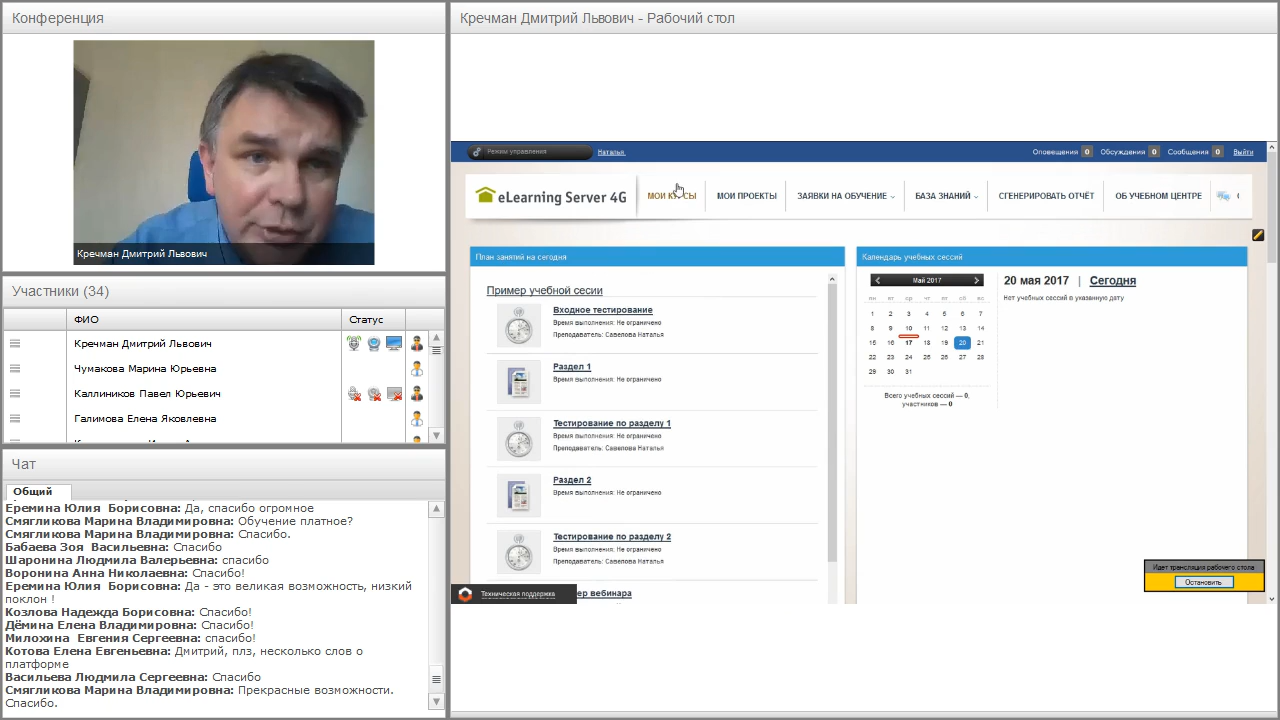 Конференция
Кречман Дмитрий Львович
Участники (34)
ФИО
Статус
Кречман Дмитрий Львович
Чумакова Марина Юрьевна
Каллиников Павел Юрьевич
Галимова Елена Яковлевна
Чат
Общий
Еремина Юлия Борисовна: Да, спасибо огромное
Смягликова Марина Владимировна: Обучение платное?
Смягликова Марина Владимировна: Спасибо.
Бабаева Зоя Васильевна: Спасибо
Шаронина Людмила Валерьевна: спасибо
Воронина Анна Николаевна: Спасибо!
Еремина Юлия Борисовна: Да - это великая возможность, низкий
поклон !
Козлова Надежда Борисовна: Спасибо!
Дёмина Елена Владимировна: Спасибо!
Милохина Евгения Сергеевна: спасибо!
Котова Елена Евгеньевна: Дмитрий, плз, несколько слов о
платформе
Васильева Людмила Сергеевна: Спасибо
Смягликова Марина Владимировна: Прекрасные возможности.
Спасибо.
Кречман Дмитрий Львович - Рабочий стол
Режим управления
Наталья
Оповещения 0
Обсуждения 0
Сообщения 0
Выйти
eLearning Server 4G
МОИ КУРСЫ
МОИ ПРОЕКТЫ
ЗАЯВКИ НА ОБУЧЕНИЕ
БАЗА ЗНАНИЙ
СГЕНЕРИРОВАТЬ ОТЧЁТ
ОБ УЧЕБНОМ ЦЕНТРЕ
План занятий на сегодня
Пример учебной сесии
Входное тестирование
Время выполнения: Не ограничено
Преподаватель: Савелова Наталья
Раздел 1
Время выполнения: Не ограничено
Тестирование по разделу 1
Время выполнения: Не ограничено
Преподаватель: Савелова Наталья
Раздел 2
Время выполнения: Не ограничено
Тестирование по разделу 2
Время выполнения: Не ограничено
Преподаватель: Савелова Наталья
ер вебинара
Техническая поддержка
Календарь учебных сессий
Май 2017
пн вт ср чт пт сб вс
1 2 3 4 5 6 7
8 9 10 11 12 13 14
15 16 17 18 19 20 21
22 23 24 25 26 27 28
29 30 31
Всего учебных сессий — 0,
участников — 0
20 мая 2017 | Сегодня
Нет учебных сессий в указанную дату
Идет трансляция рабочего стола
Остановить